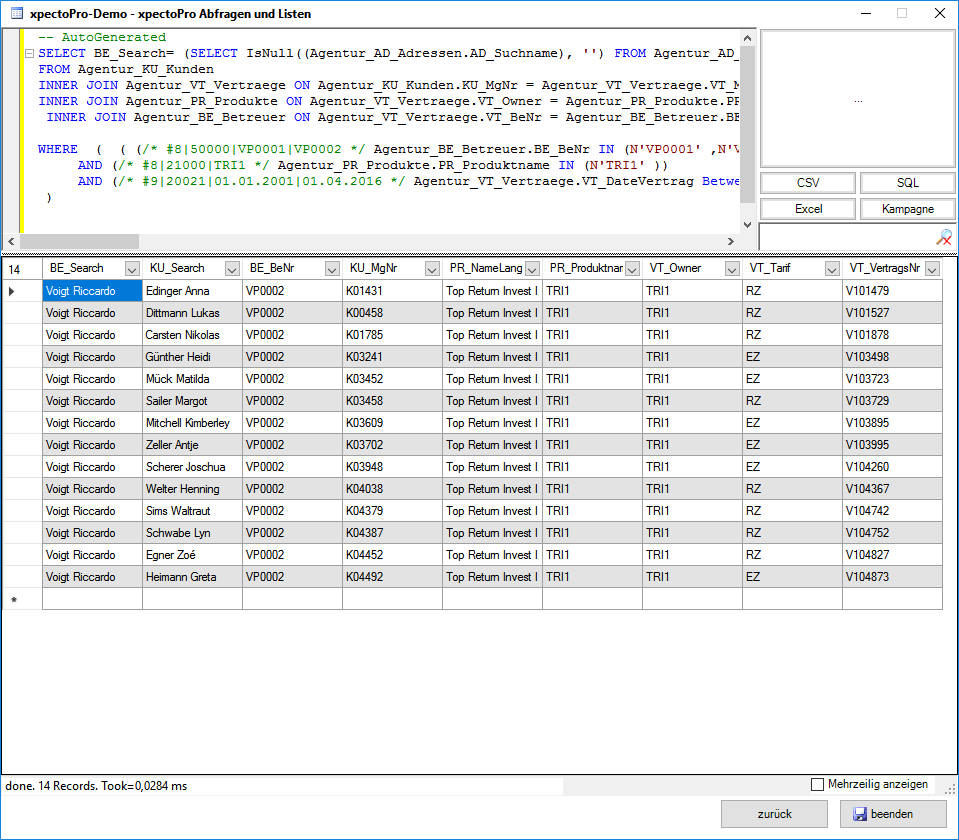 xpectoPro-Demo - xpectoPro Abfragen und Listen
-- AutoGenerated
SELECT BE_Search= (SELECT IsNull((Agentur_AD_Adressen.AD_Suchname), '') FROM Agentur_AD_
FROM Agentur_KU_Kunden
INNER JOIN Agentur_VT_Vertraege ON Agentur_KU_Kunden.KU_MgNr = Agentur_VT_Vertraege.VT_M
INNER JOIN Agentur_PR_Produkte ON Agentur_VT_Vertraege.VT_Owner = Agentur_PR_Produkte.PR
INNER JOIN Agentur_BE_Betreuer ON Agentur_VT_Vertraege.VT_BeNr = Agentur_BE_Betreuer.BE
WHERE ( ( (/* #8|50000|VP0001|VP0002 */ Agentur_BE_Betreuer.BE_BeNr IN (N'VP0001' ,N'V
AND (/* #8|21000|TRI1 */ Agentur_PR_Produkte.PR_Produktname IN (N'TRI1' ))
AND (/* #9|20021|01.01.2001|01.04.2016 */ Agentur_VT_Vertraege.VT_DateVertrag Betwe
)
...
CSV SQL
Excel Kampagne
14 BE_Search KU_Search BE_BeNr KU_MgNr PR_NameLang PR_Produktnar VT_Owner VT_Tarif VT_VertragsNr
Voigt Riccardo Edinger Anna VP0002 K01431 Top Return Invest I TRI1 TRI1 RZ V101479
Voigt Riccardo Dittmann Lukas VP0002 K00458 Top Return Invest I TRI1 TRI1 RZ V101527
Voigt Riccardo Carsten Nikolas VP0002 K01785 Top Return Invest I TRI1 TRI1 RZ V101878
Voigt Riccardo Günther Heidi VP0002 K03241 Top Return Invest I TRI1 TRI1 EZ V103498
Voigt Riccardo Mück Matilda VP0002 K03452 Top Return Invest I TRI1 TRI1 EZ V103723
Voigt Riccardo Sailer Margot VP0002 K03458 Top Return Invest I TRI1 TRI1 RZ V103729
Voigt Riccardo Mitchell Kimberley VP0002 K03609 Top Return Invest I TRI1 TRI1 EZ V103895
Voigt Riccardo Zeller Antje VP0002 K03702 Top Return Invest I TRI1 TRI1 EZ V103995
Voigt Riccardo Scherer Joschua VP0002 K03948 Top Return Invest I TRI1 TRI1 EZ V104260
Voigt Riccardo Welter Henning VP0002 K04038 Top Return Invest I TRI1 TRI1 RZ V104367
Voigt Riccardo Sims Waltraut VP0002 K04379 Top Return Invest I TRI1 TRI1 RZ V104742
Voigt Riccardo Schwabe Lyn VP0002 K04387 Top Return Invest I TRI1 TRI1 RZ V104752
Voigt Riccardo Egner Zoé VP0002 K04452 Top Return Invest I TRI1 TRI1 RZ V104827
Voigt Riccardo Heimann Greta VP0002 K04492 Top Return Invest I TRI1 TRI1 EZ V104873
*
done. 14 Records. Took=0,0284 ms
Mehrzeilig anzeigen
zurück beenden